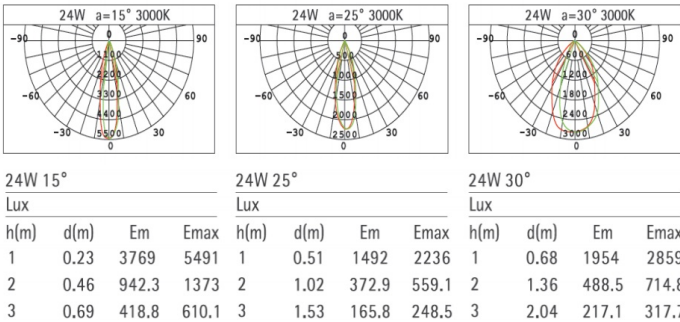 24W a=15° 3000K
-90 0 90
1100
2200
-60 3300 60
4400
-30 5500 30
0
24W 15°
Lux
h(m) d(m) Em Emax
1 0.23 3769 5491
2 0.46 942.3 1373
3 0.69 418.8 610.1
24W a=25° 3000K
-90 0 90
500
1000
-60 1500 60
2000
-30 2500 30
0
24W 25°
Lux
h(m) d(m) Em Emax
1 0.51 1492 2236
2 1.02 372.9 559.1
3 1.53 165.8 248.5
24W a=30° 3000K
-90 0 90
600
1200
-60 1800 60
2400
-30 3000 30
0
24W 30°
Lux
h(m) d(m) Em Emax
1 0.68 1954 2859
2 1.36 488.5 714.8
3 2.04 217.1 317.7